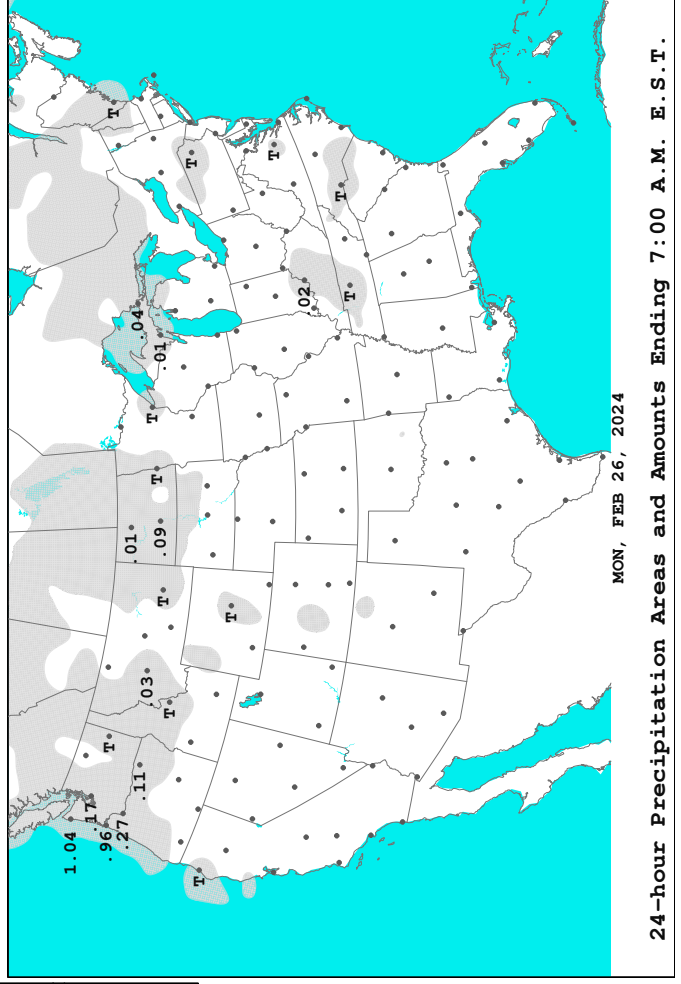 1.04
.17
.96
T
T
.27
.01
.04
.11
.03
T
T
.09
.01
T
T
T
T
T
T
.02
T
T
MON, FEB 26, 2024
24-hour Precipitation Areas and Amounts Ending 7:00 A.M. E.S.T.